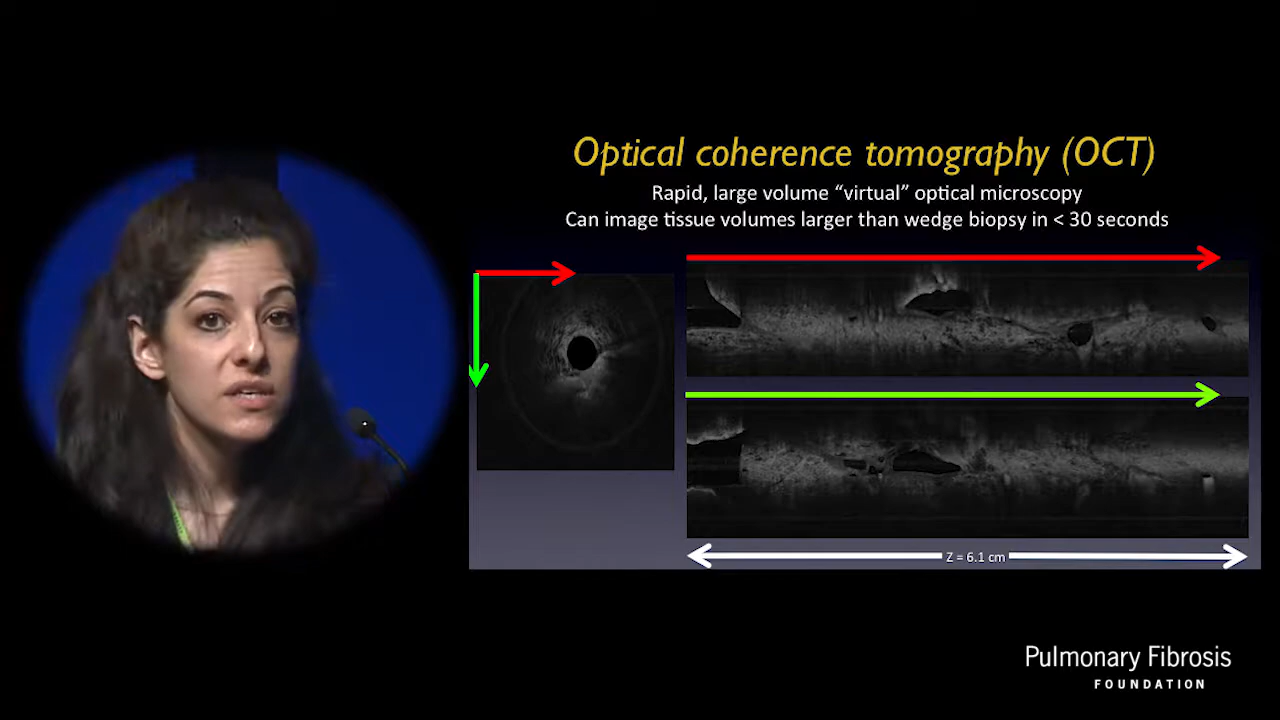 Optical coherence tomography (OCT)
Rapid, large volume “virtual” optical microscopy
Can image tissue volumes larger than wedge biopsy in < 30 seconds
Z = 6.1 cm
Pulmonary Fibrosis
FOUNDATION